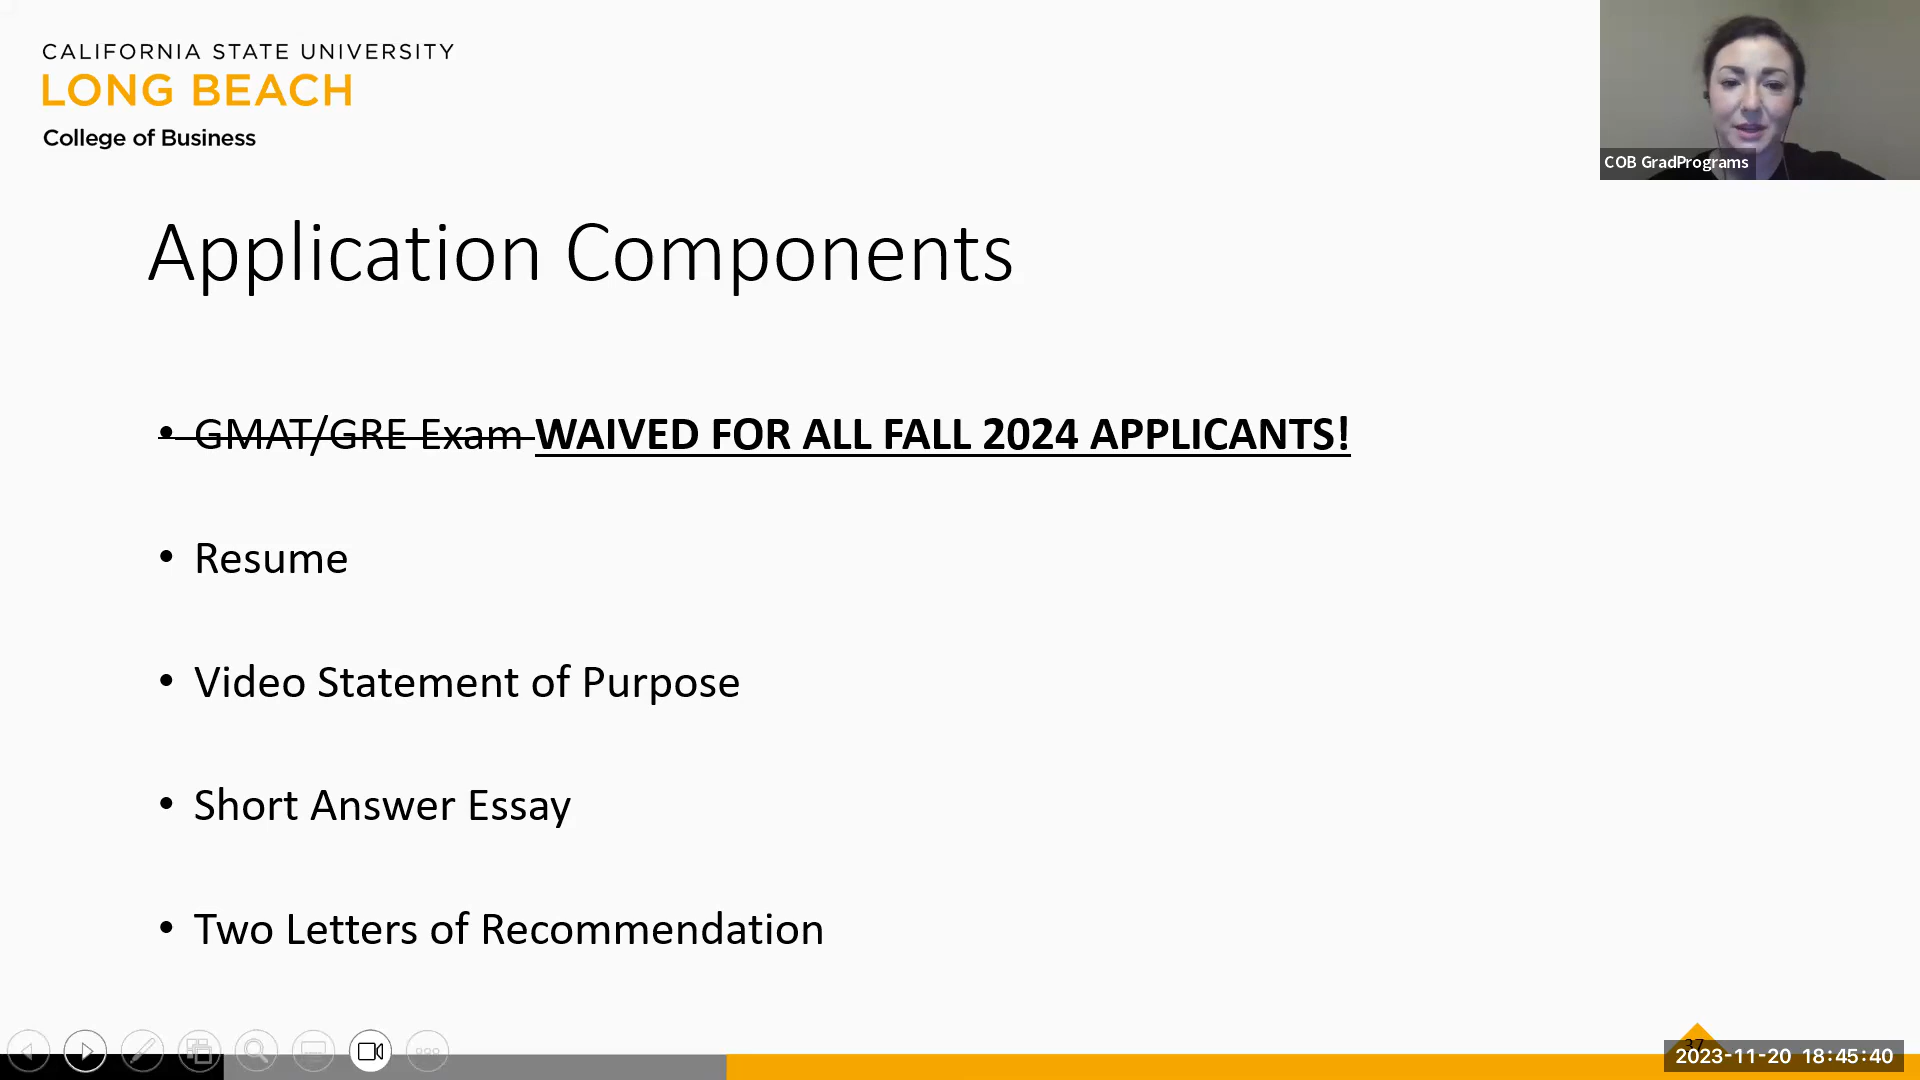 CALIFORNIA STATE UNIVERSITY
LONG BEACH
College of Business
COB GradPrograms
Application Components
• GMAT/GRE Exam WAIVED FOR ALL FALL 2024 APPLICANTS!
• Resume
• Video Statement of Purpose
• Short Answer Essay
• Two Letters of Recommendation
37
2023-11-20 18:45:40